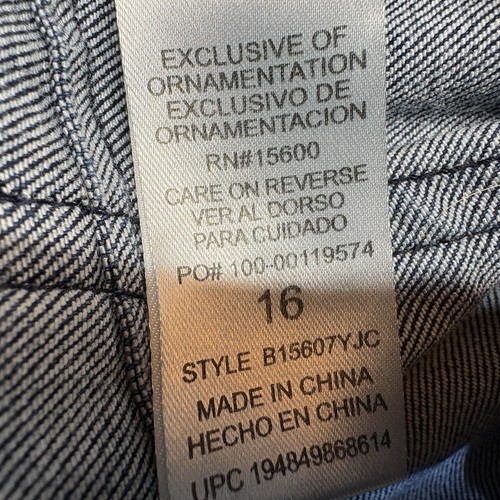 EXCLUSIVE OF
ORNAMENTATION
EXCLUSIVO DE
ORNAMENTACION
RN#15600
CARE ON REVERSE
VER AL DORSO
PARA CUIDADO
PO# 100-00119574
16
STYLE B15607YJC
MADE IN CHINA
HECHO EN CHINA
UPC 194849868614